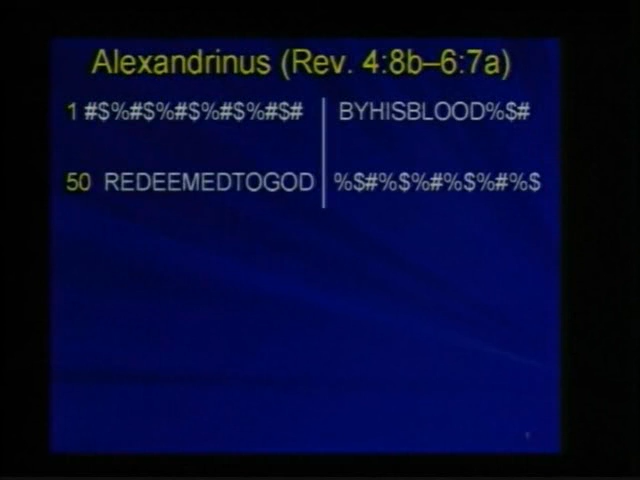 Alexandrinus (Rev. 4:8b–6:7a)
1 #$%#$%#$%#$%#$# BYHISBLOOD%$#
50 REDEEMEDTOGOD %$#%$%#%$%#%$